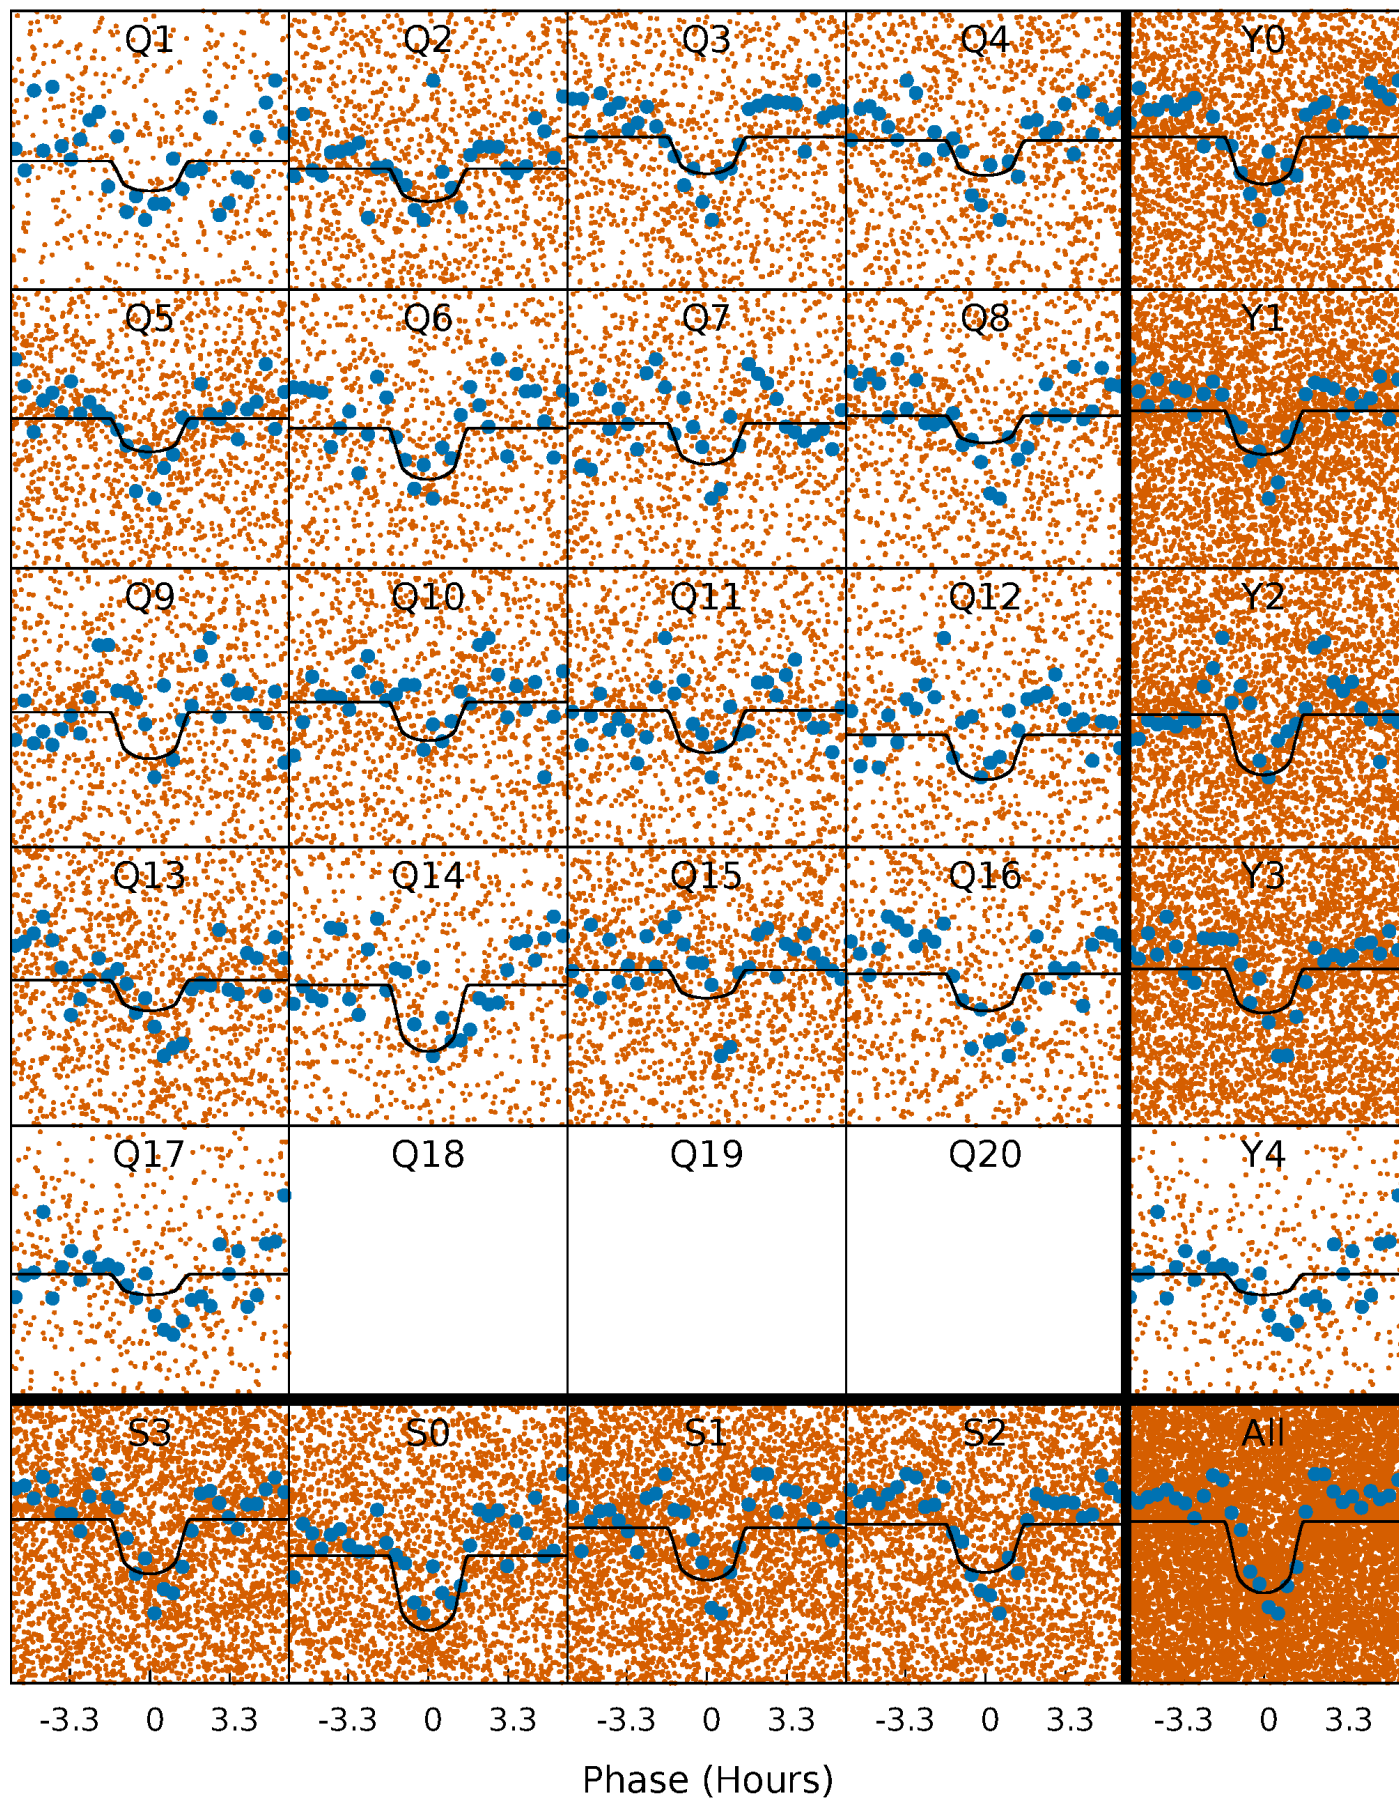 Q1 Q2 Q3 Q4 Y0
Q5 Q6 Q7 Q8 Y1
Q9 Q10 Q11 Q12 Y2
Q13 Q14 Q15 Q16 Y3
Q17 Q18 Q19 Q20 Y4
S3 S0 S1 S2 All
-3.3 0 3.3 -3.3 0 3.3 -3.3 0 3.3 -3.3 0 3.3 -3.3 0 3.3
Phase (Hours)